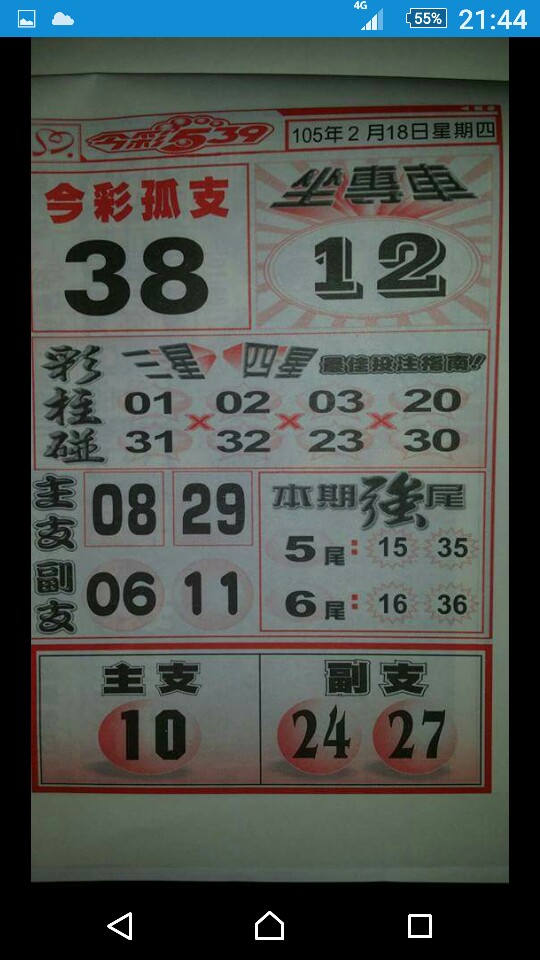 4G 55% 21:44
今彩539 105年2月18日星期四
今彩孤支
38
專車
12
彩柱碰
三星 四星 最佳投注指南!!
01 × 02 × 03 × 20
31 32 23 30
主支 08 29
副支 06 11
本期強尾
5尾: 15 35
6尾: 16 36
主支 副支
10 24 27